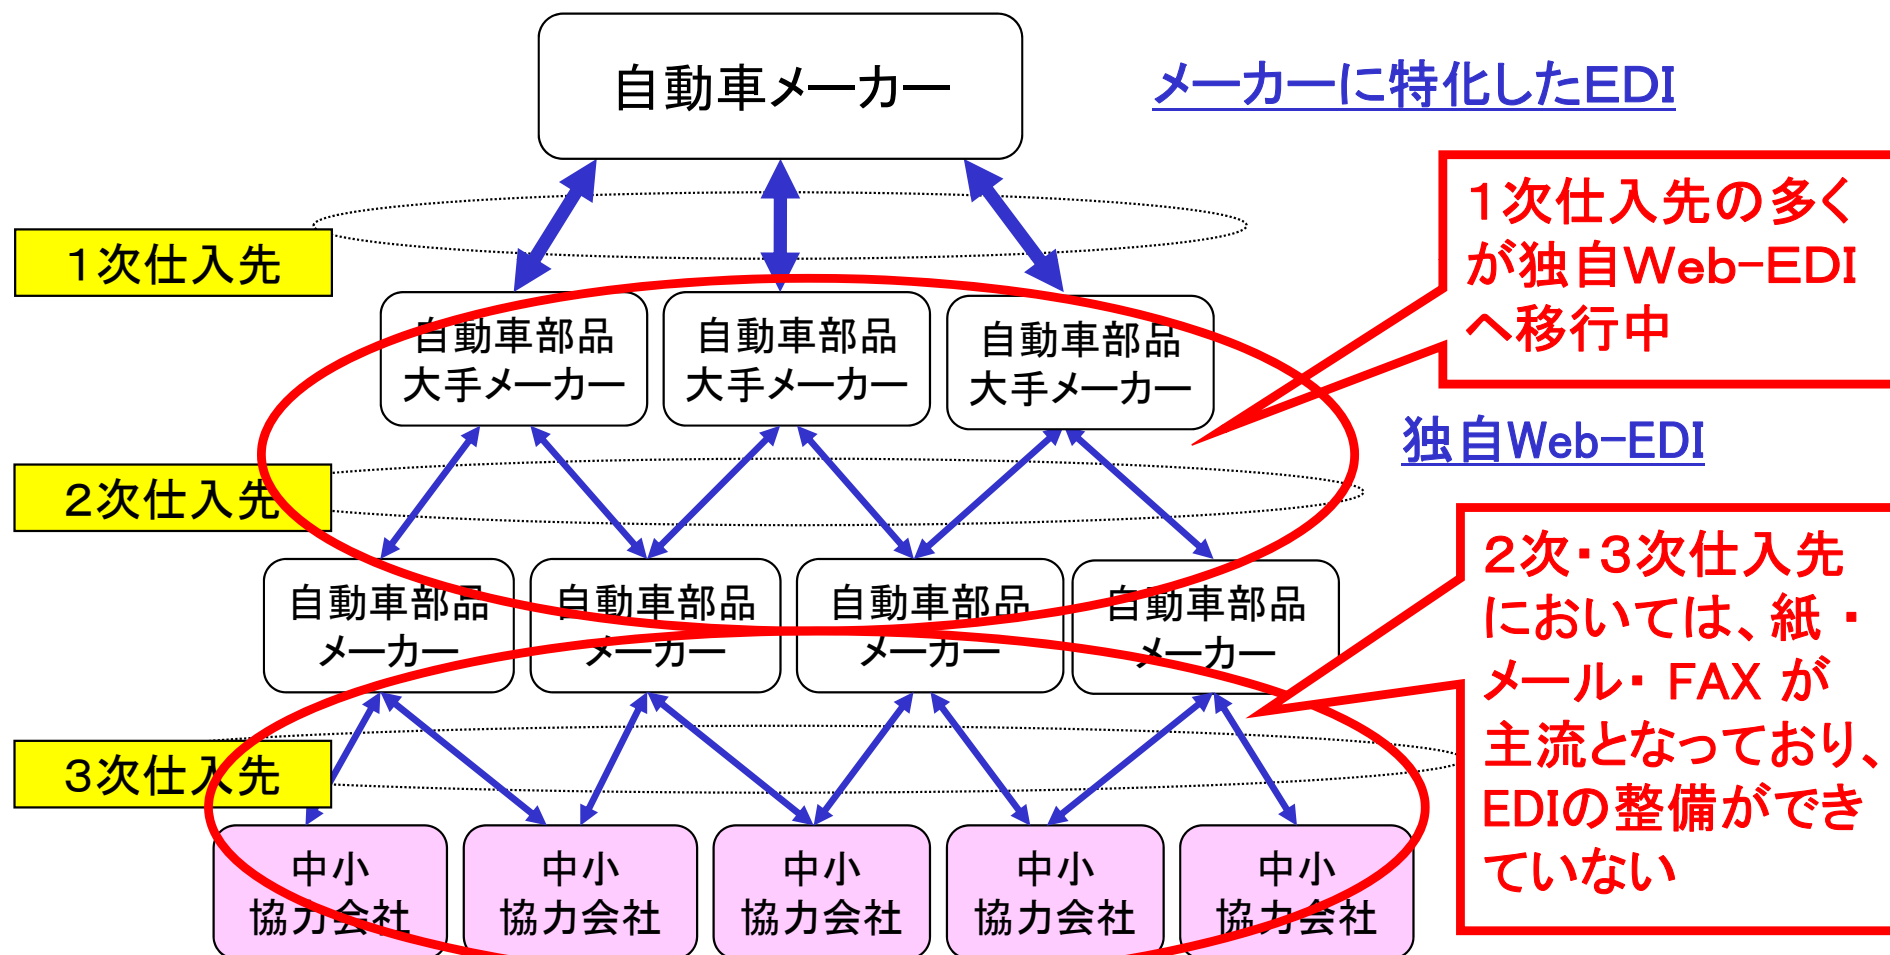 自動車メーカー
メーカーに特化したEDI
１次仕入先の多く
が独自Web-EDI
へ移行中
１次仕入先
自動車部品
大手メーカー
自動車部品
大手メーカー
自動車部品
大手メーカー
独自Web-EDI
２次仕入先
２次・３次仕入先
においては、紙・
メール・ FAX が
主流となっており、
EDIの整備ができ
ていない
自動車部品
メーカー
自動車部品
メーカー
自動車部品
メーカー
自動車部品
メーカー
３次仕入先
中小
協力会社
中小
協力会社
中小
協力会社
中小
協力会社
中小
協力会社